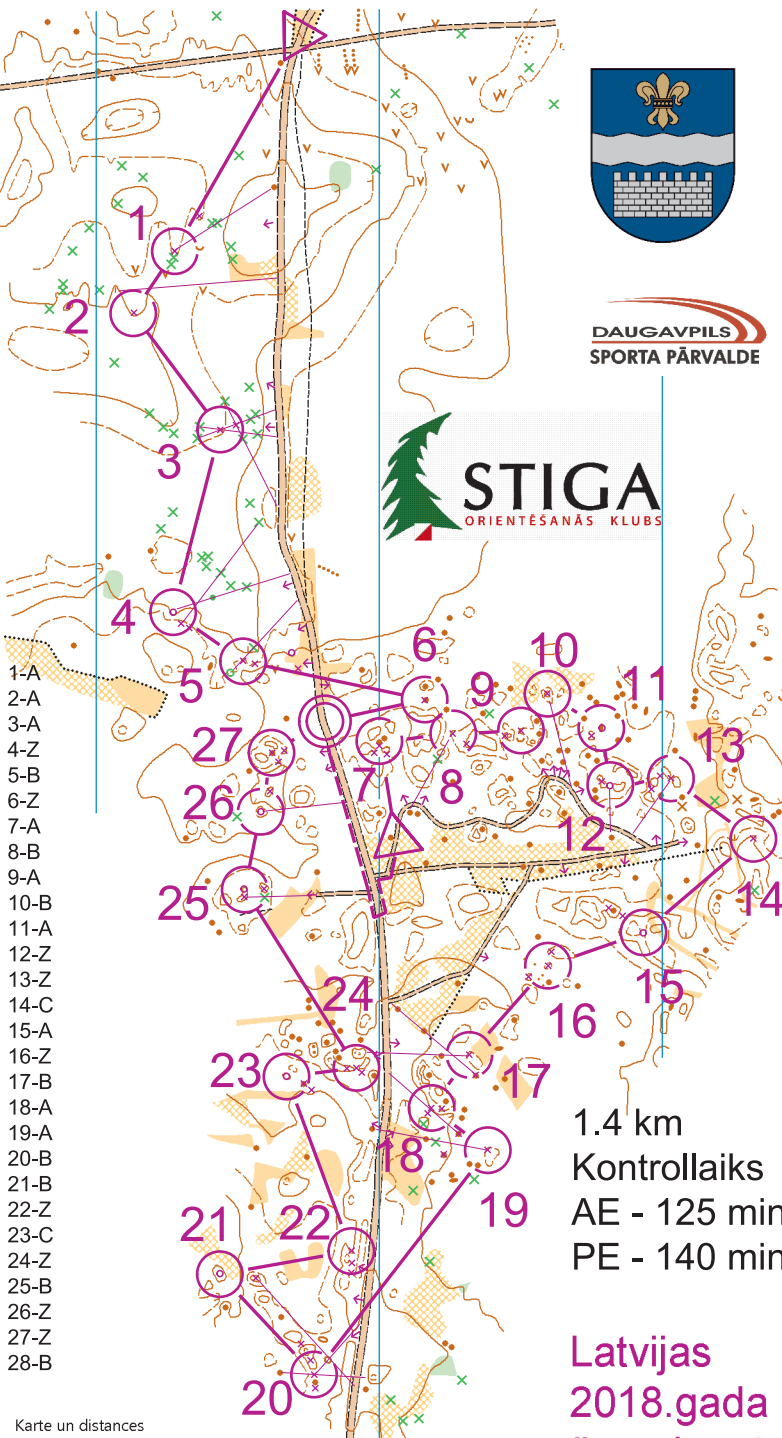 1
2
3
4
5
6
7
8
9
10
11
12
13
14
15
16
17
18
19
20
21
22
23
24
25
26
27
DAUGAVPILS
SPORTA PĀRVALDE
STIGA
ORIENTĒŠANĀS KLUBS
1-A
2-A
3-A
4-Z
5-B
6-Z
7-A
8-B
9-A
10-B
11-A
12-Z
13-Z
14-C
15-A
16-Z
17-B
18-A
19-A
20-B
21-B
22-Z
23-C
24-Z
25-B
26-Z
27-Z
28-B
1.4 km
Kontrollaiks
AE - 125 min
PE - 140 min
Latvijas
2018.gada
Karte un distances